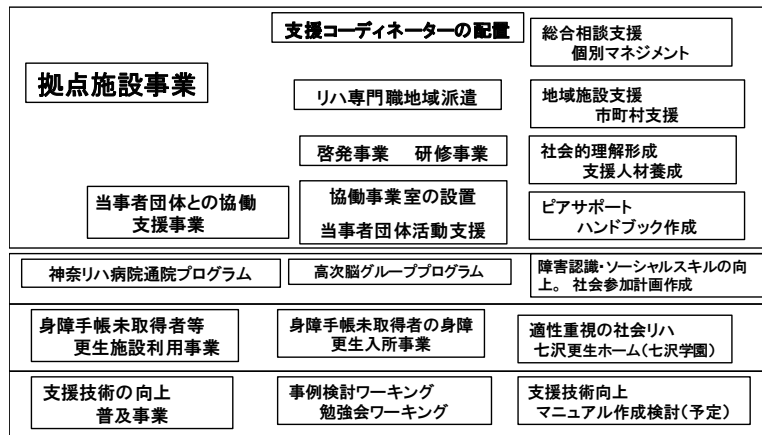 支援コーディネーターの配置
総合相談支援
個別マネジメント
拠点施設事業
リハ専門職地域派遣
地域施設支援
市町村支援
啓発事業 研修事業
社会的理解形成
支援人材養成
当事者団体との協働
支援事業
協働事業室の設置
当事者団体活動支援
ピアサポート
ハンドブック作成
神奈リハ病院通院プログラム
高次脳グループプログラム
障害認識・ソーシャルスキルの向
上。 社会参加計画作成
身障手帳未取得者等
更生施設利用事業
身障手帳未取得者の身障
更生入所事業
適性重視の社会リハ
七沢更生ホーム(七沢学園)
支援技術の向上
普及事業
事例検討ワーキング
勉強会ワーキング
支援技術向上
マニュアル作成検討(予定)